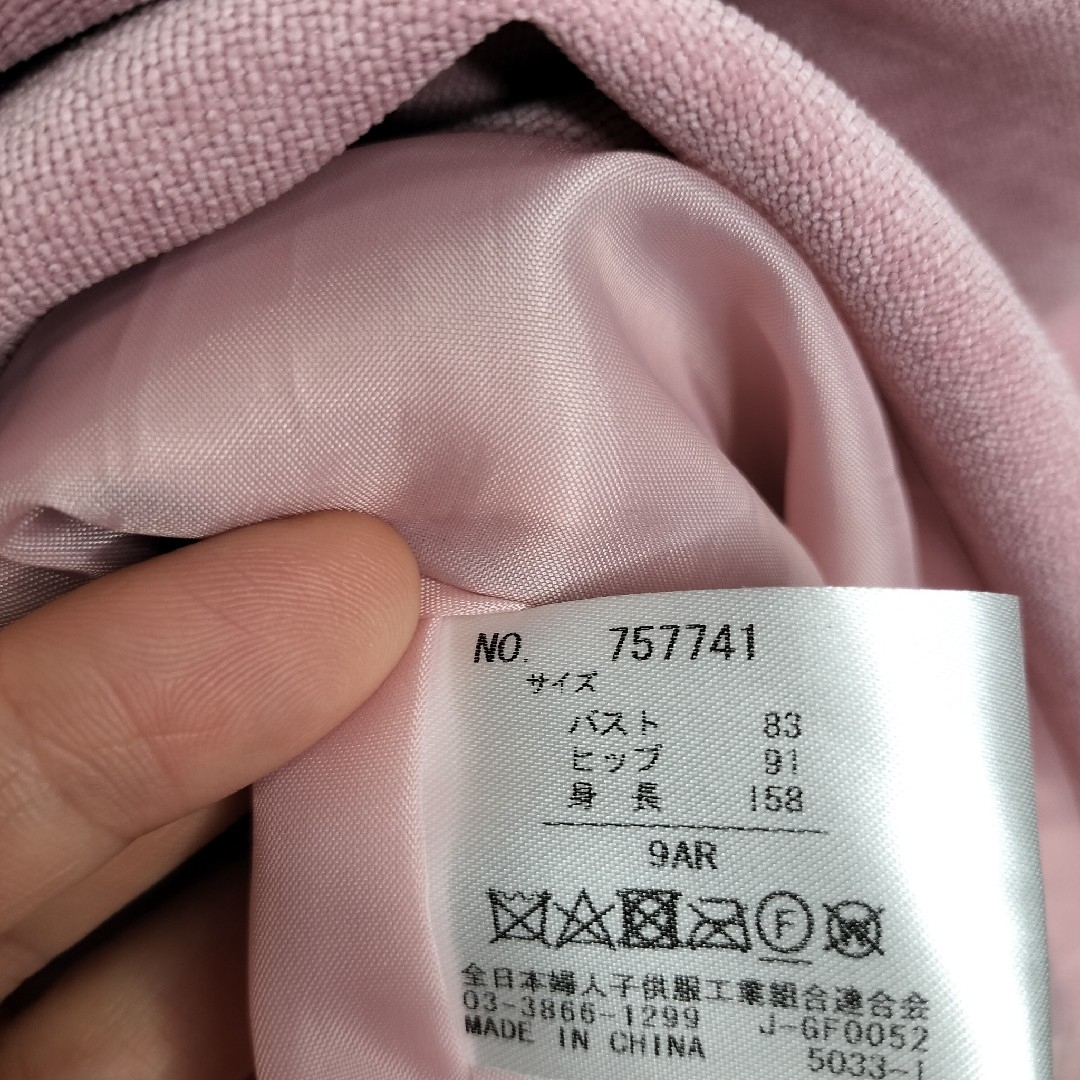 NO. 757741
サイズ
バスト 83
ヒップ 91
身長 158
9AR
F W
全日本婦人子供服工業組合連合会
03-3866-1299 J-GF0052
MADE IN CHINA 5033-1